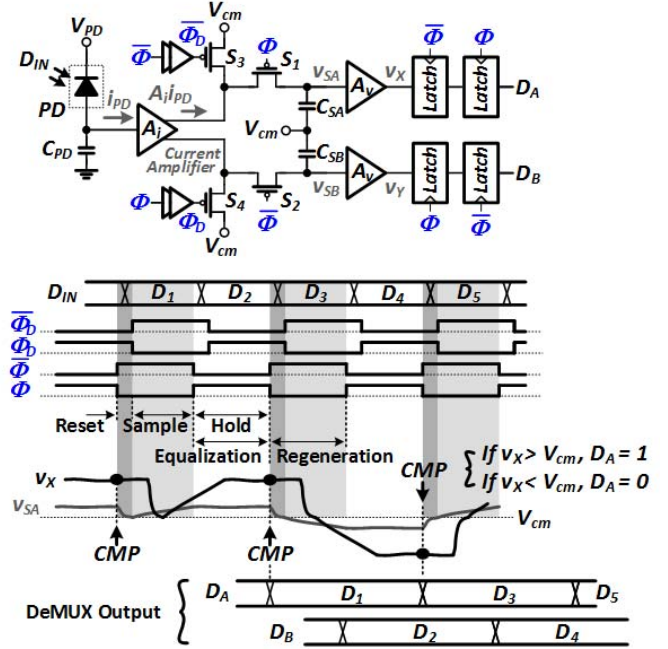 V_PD
D_IN
PD
C_PD
i_PD
A_i i_PD
A_i
Current
Amplifier
V_cm
Φ̅
Φ̅_D
S_3
Φ
S_1
v_SA
C_SA
V_cm
C_SB
v_SB
A_v
v_X
Φ̅ Φ
Latch Latch
D_A
Φ
Φ_D
S_4
V_cm
S_2
Φ̅
A_v
v_Y
Latch Latch
D_B
Φ Φ̅
D_IN D_1 D_2 D_3 D_4 D_5
Φ̅_D
Φ_D
Φ̅
Φ
Reset Sample Hold
Equalization Regeneration
CMP
If v_X > V_cm, D_A = 1
If v_X < V_cm, D_A = 0
v_X
v_SA
V_cm
CMP CMP
DeMUX Output
D_A D_1 D_3 D_5
D_B D_2 D_4